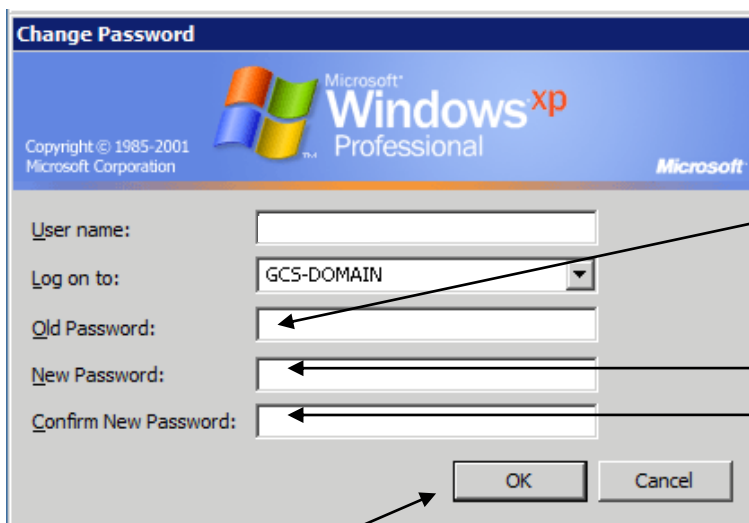 Change Password
Microsoft®
Windows xp
Professional
TM
Copyright © 1985-2001
Microsoft Corporation
Microsoft
User name:
Log on to:
GCS-DOMAIN
Old Password:
New Password:
Confirm New Password:
OK
Cancel